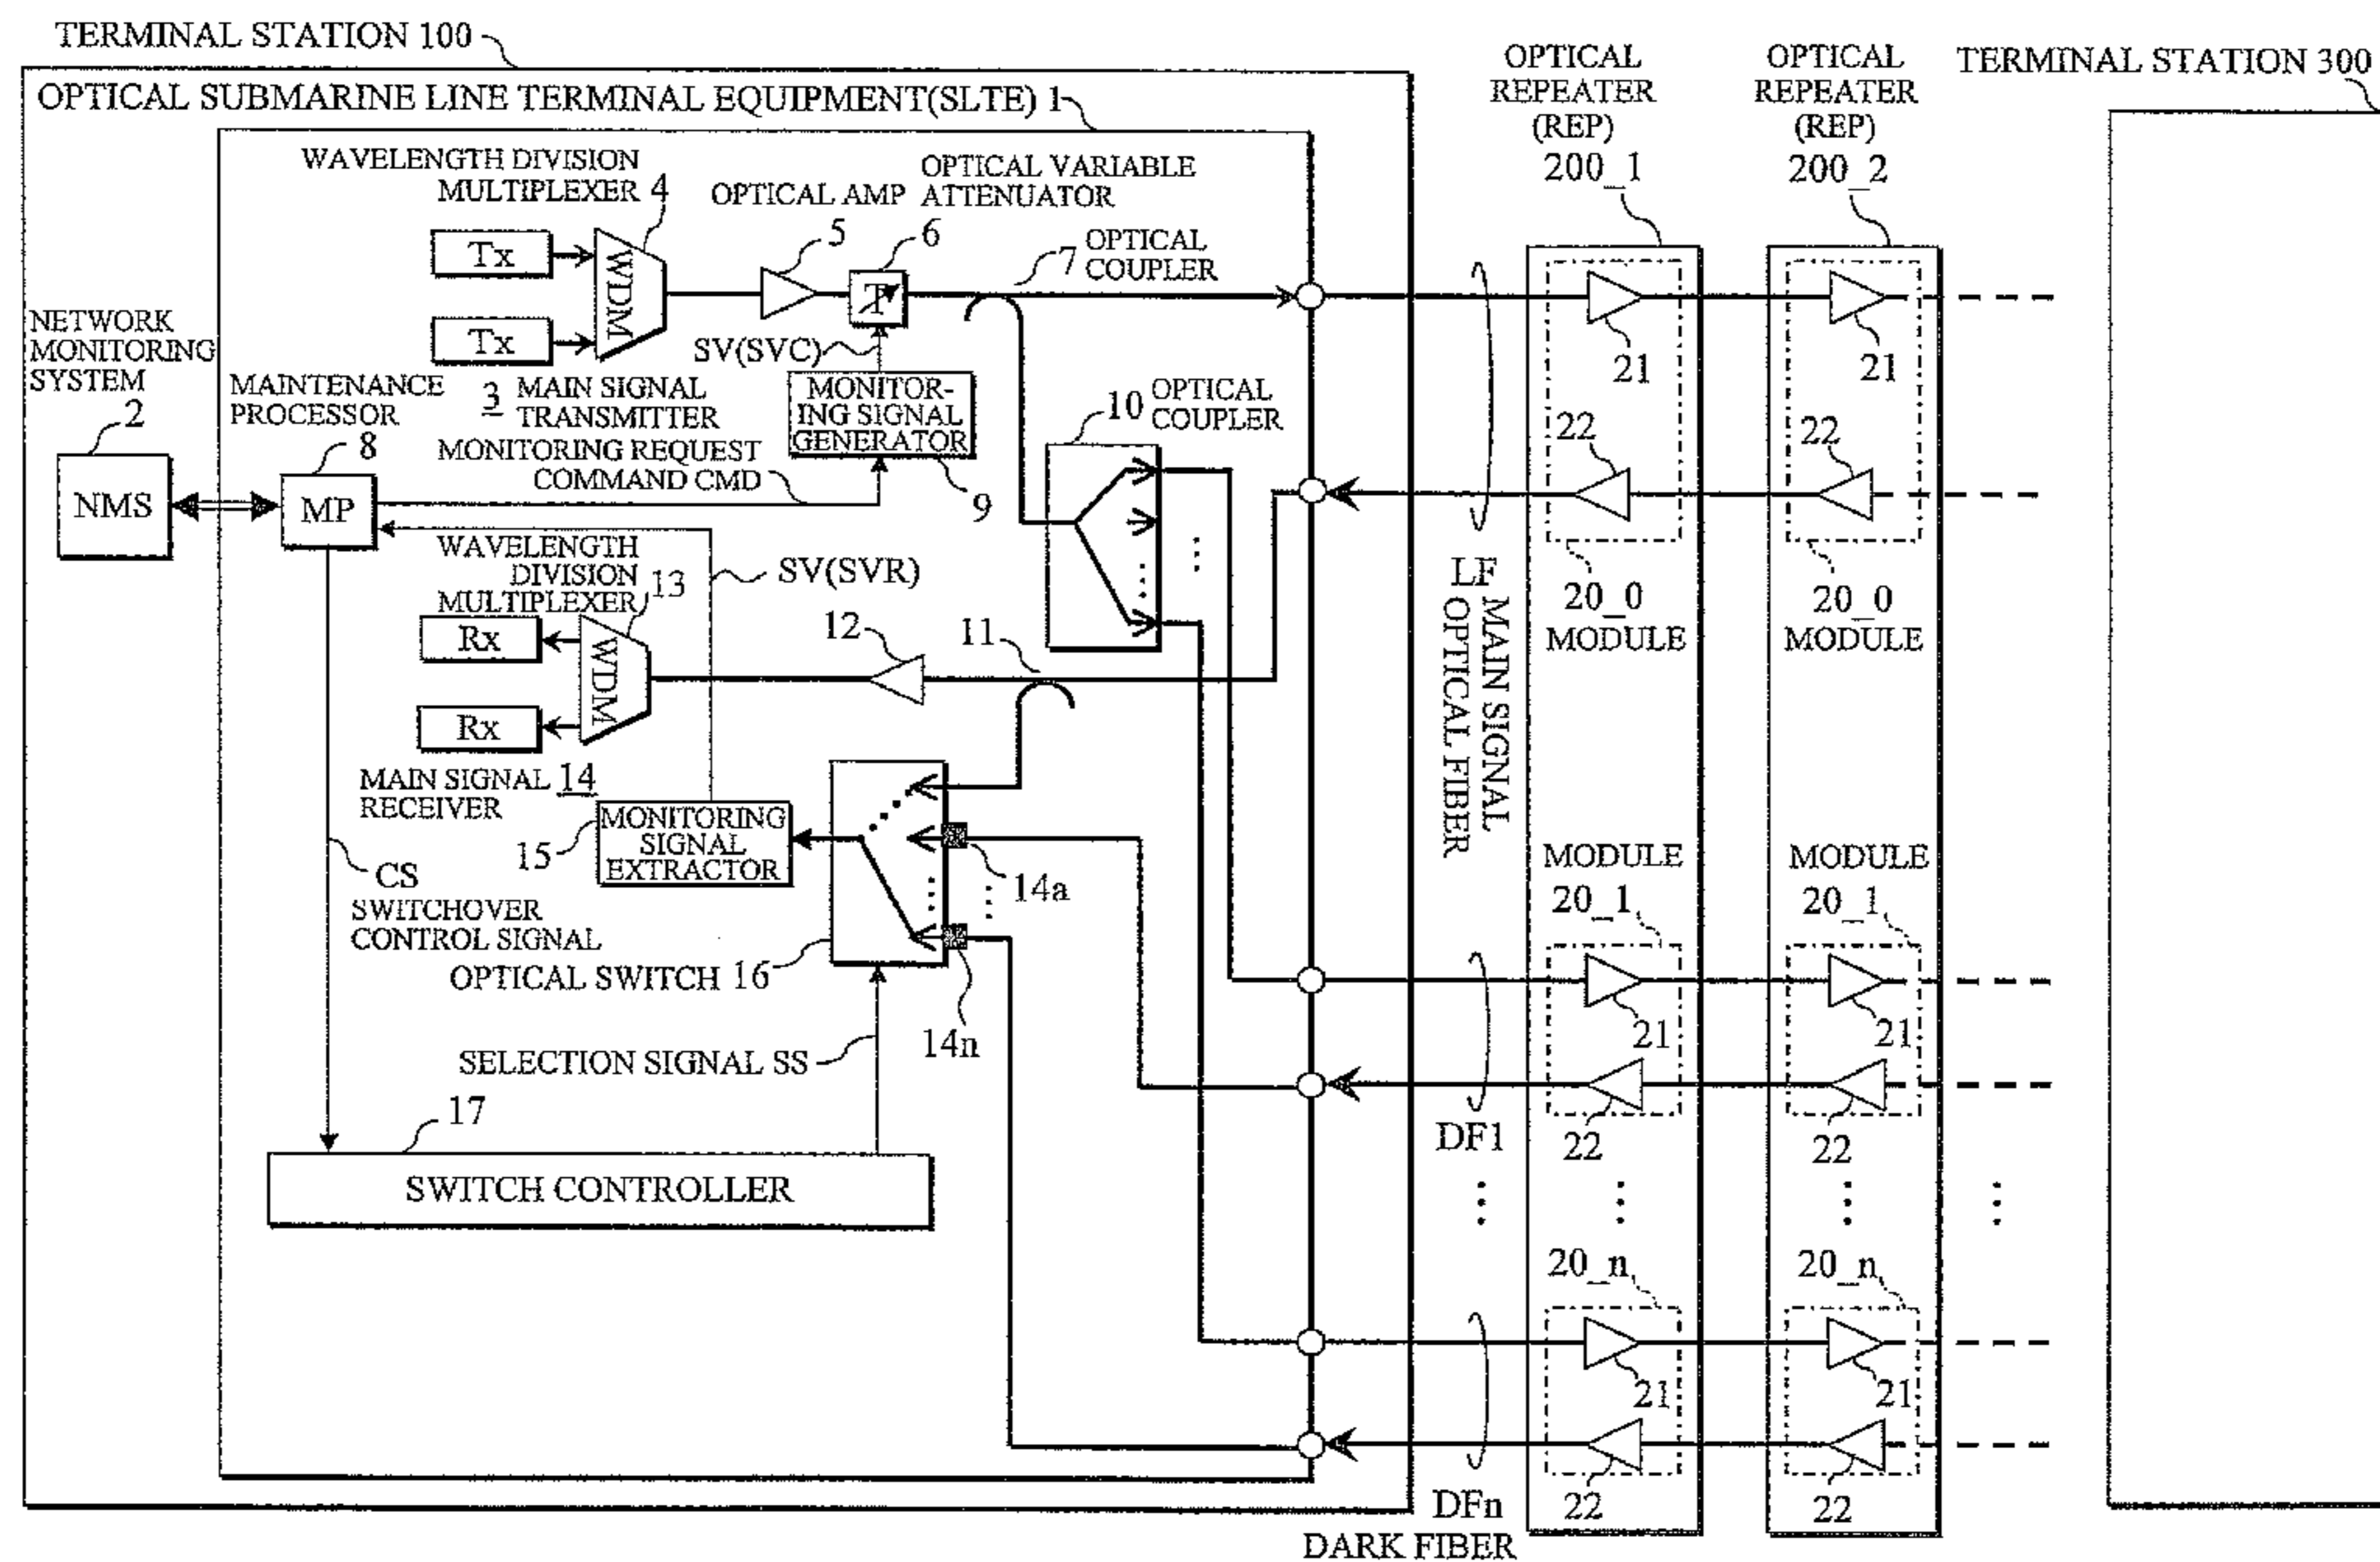 TERMINAL STATION 100
OPTICAL SUBMARINE LINE TERMINAL EQUIPMENT(SLTE) 1
WAVELENGTH DIVISION
MULTIPLEXER 4
OPTICAL AMP
5
OPTICAL VARIABLE
ATTENUATOR
6
7 OPTICAL
COUPLER
Tx
Tx
WDM
T
SV(SVC)
3 MAIN SIGNAL
TRANSMITTER
MONITOR-
ING SIGNAL
GENERATOR
9
10 OPTICAL
COUPLER
NETWORK
MONITORING
SYSTEM
2
NMS
MAINTENANCE
PROCESSOR
8
MP
MONITORING REQUEST
COMMAND CMD
WAVELENGTH
DIVISION
MULTIPLEXER 13
SV(SVR)
Rx
Rx
WDM
12
11
MAIN SIGNAL 14
RECEIVER
15
MONITORING
SIGNAL
EXTRACTOR
14a
14n
CS
SWITCHOVER
CONTROL SIGNAL
OPTICAL SWITCH 16
SELECTION SIGNAL SS
17
SWITCH CONTROLLER
LF
MAIN SIGNAL
OPTICAL FIBER
DF1
DFn
DARK FIBER
OPTICAL
REPEATER
(REP)
200_1
21
22
20_0
MODULE
MODULE
20_1
21
22
20_n
21
22
OPTICAL
REPEATER
(REP)
200_2
21
22
20_0
MODULE
MODULE
20_1
21
22
20_n
21
22
TERMINAL STATION 300